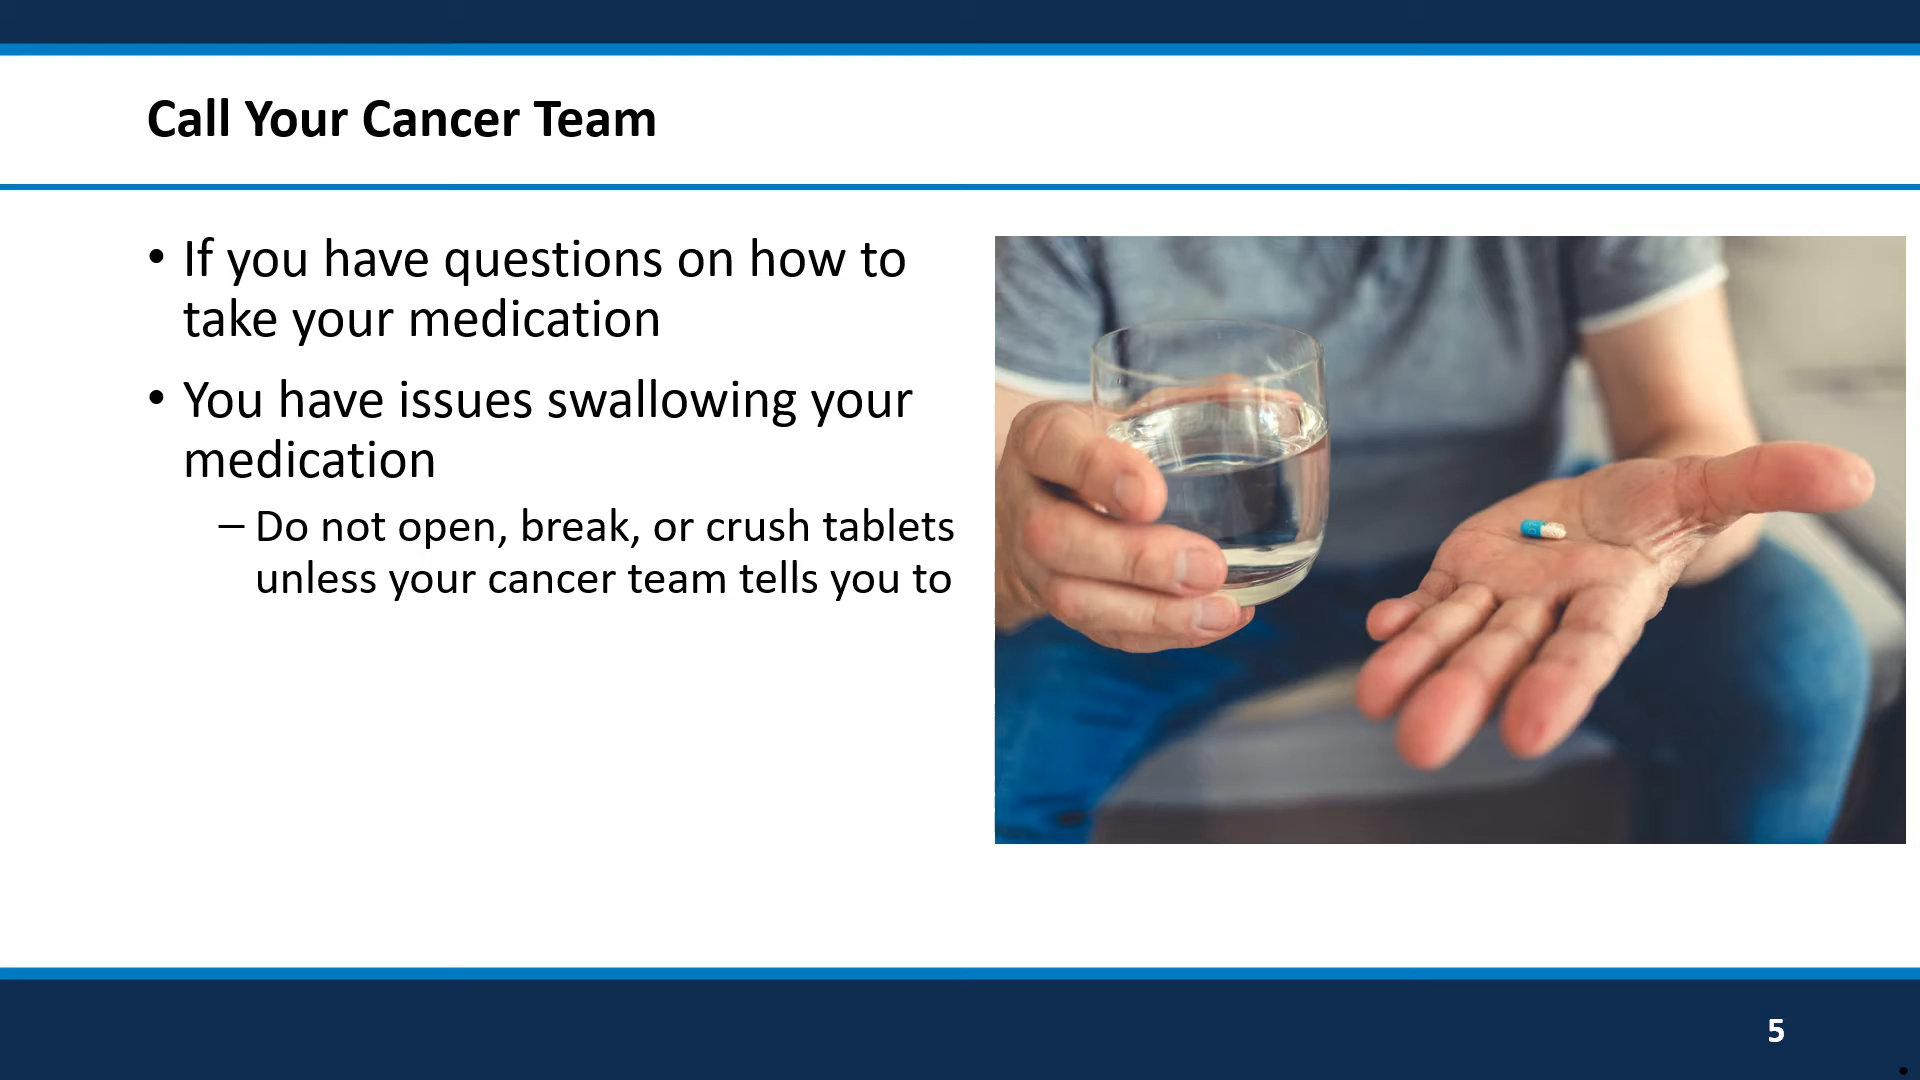 Call Your Cancer Team
• If you have questions on how to
take your medication
• You have issues swallowing your
medication
– Do not open, break, or crush tablets
unless your cancer team tells you to
5